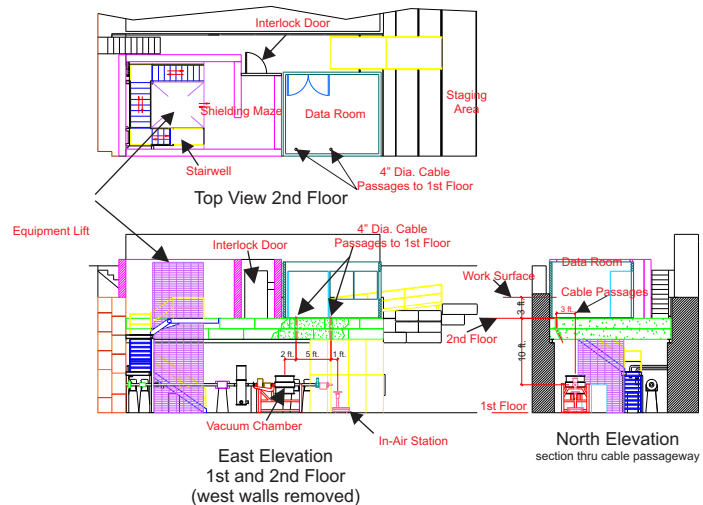 Interlock Door
Shielding Maze
Data Room
Staging
Area
Stairwell
4” Dia. Cable
Passages to 1st Floor
Top View 2nd Floor
Equipment Lift
4” Dia. Cable
Passages to 1st Floor
Interlock Door
Data Room
Work Surface
Cable Passages
3 ft.
3 ft.
2nd Floor
2 ft.
5 ft.
1 ft.
10 ft.
1st Floor
Vacuum Chamber
In-Air Station
East Elevation
1st and 2nd Floor
(west walls removed)
North Elevation
section thru cable passageway